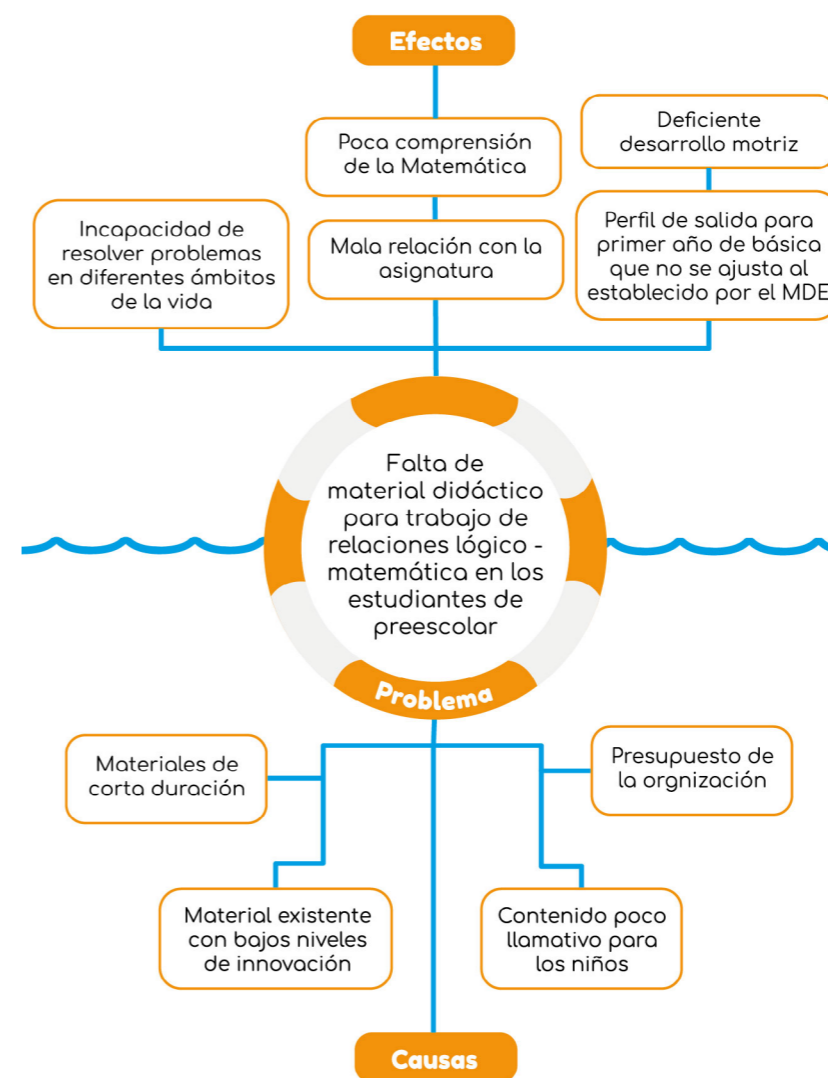 Efectos
Poca comprensión
de la Matemática
Deficiente
desarrollo motriz
Incapacidad de
resolver problemas
en diferentes ámbitos
de la vida
Mala relación con la
asignatura
Perfil de salida para
primer año de básica
que no se ajusta al
establecido por el MDE
Falta de
material didáctico
para trabajo de
relaciones lógico -
matemática en los
estudiantes de
preescolar
Problema
Materiales de
corta duración
Presupuesto de
la orgnización
Material existente
con bajos niveles
de innovación
Contenido poco
llamativo para
los niños
Causas